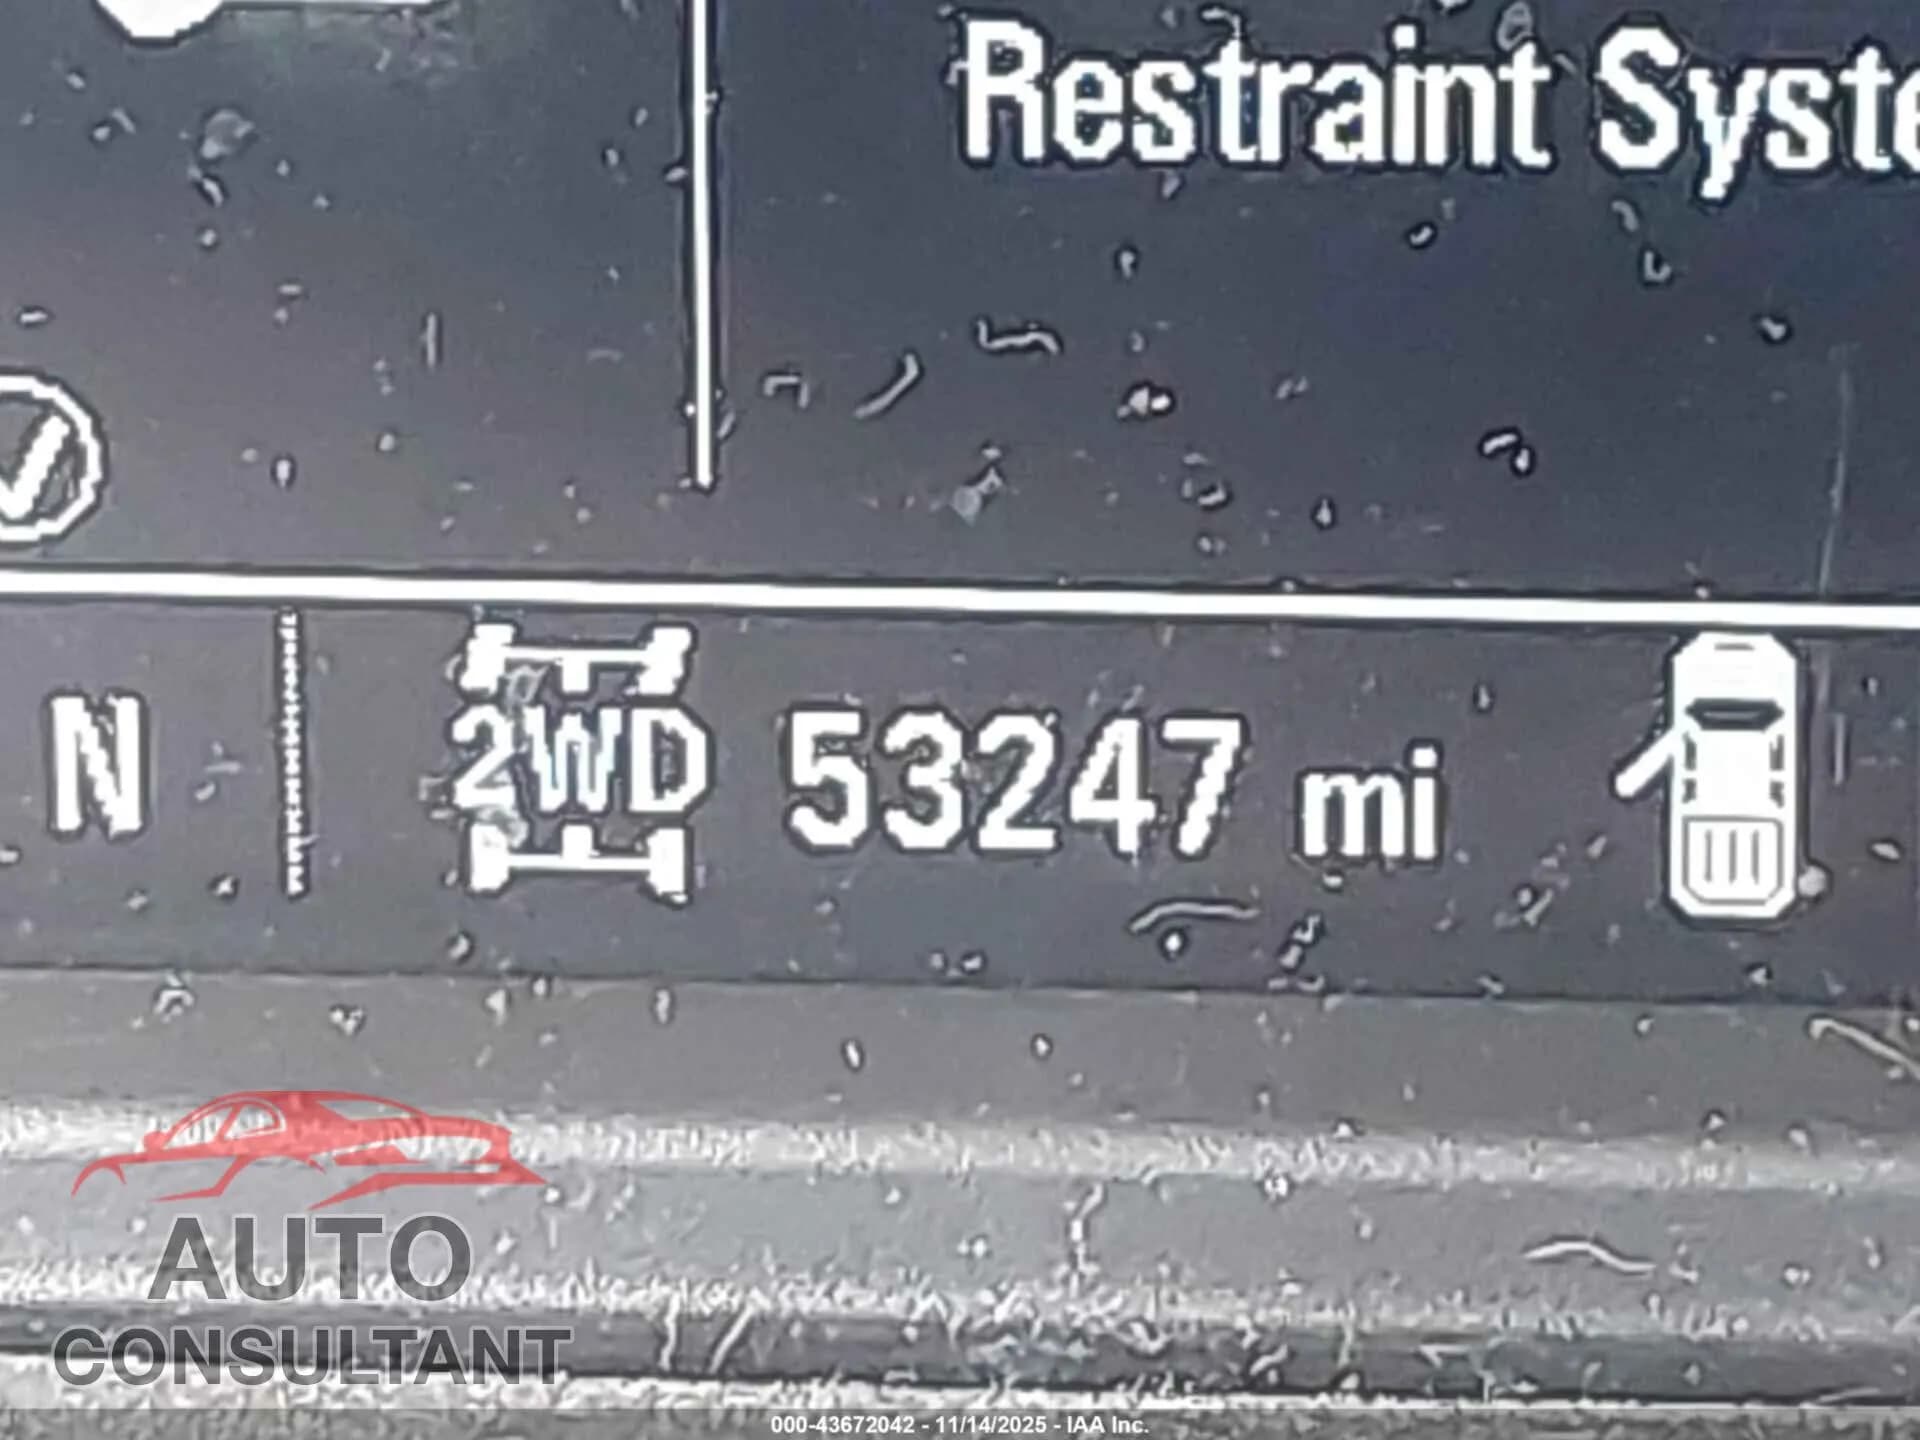 Restraint Syste
N
2WD 53247 mi
AUTO
CONSULTANT
000-43672042 - 11/14/2025 - IAA Inc.